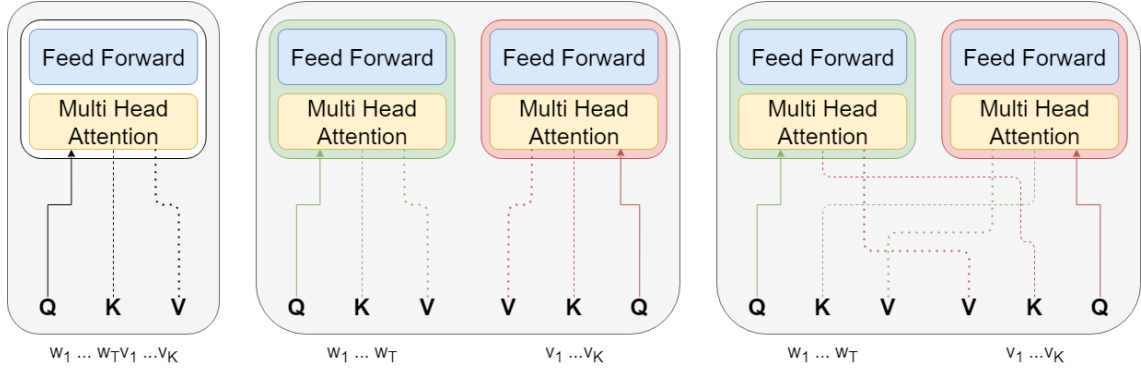 Feed Forward
Multi Head
Attention
Q K V
w1 ... wTv1 ...vK
Feed Forward
Multi Head
Attention
Feed Forward
Multi Head
Attention
Q K V V K Q
w1 ... wT
v1 ...vK
Feed Forward
Multi Head
Attention
Feed Forward
Multi Head
Attention
Q K V V K Q
w1 ... wT
v1 ...vK